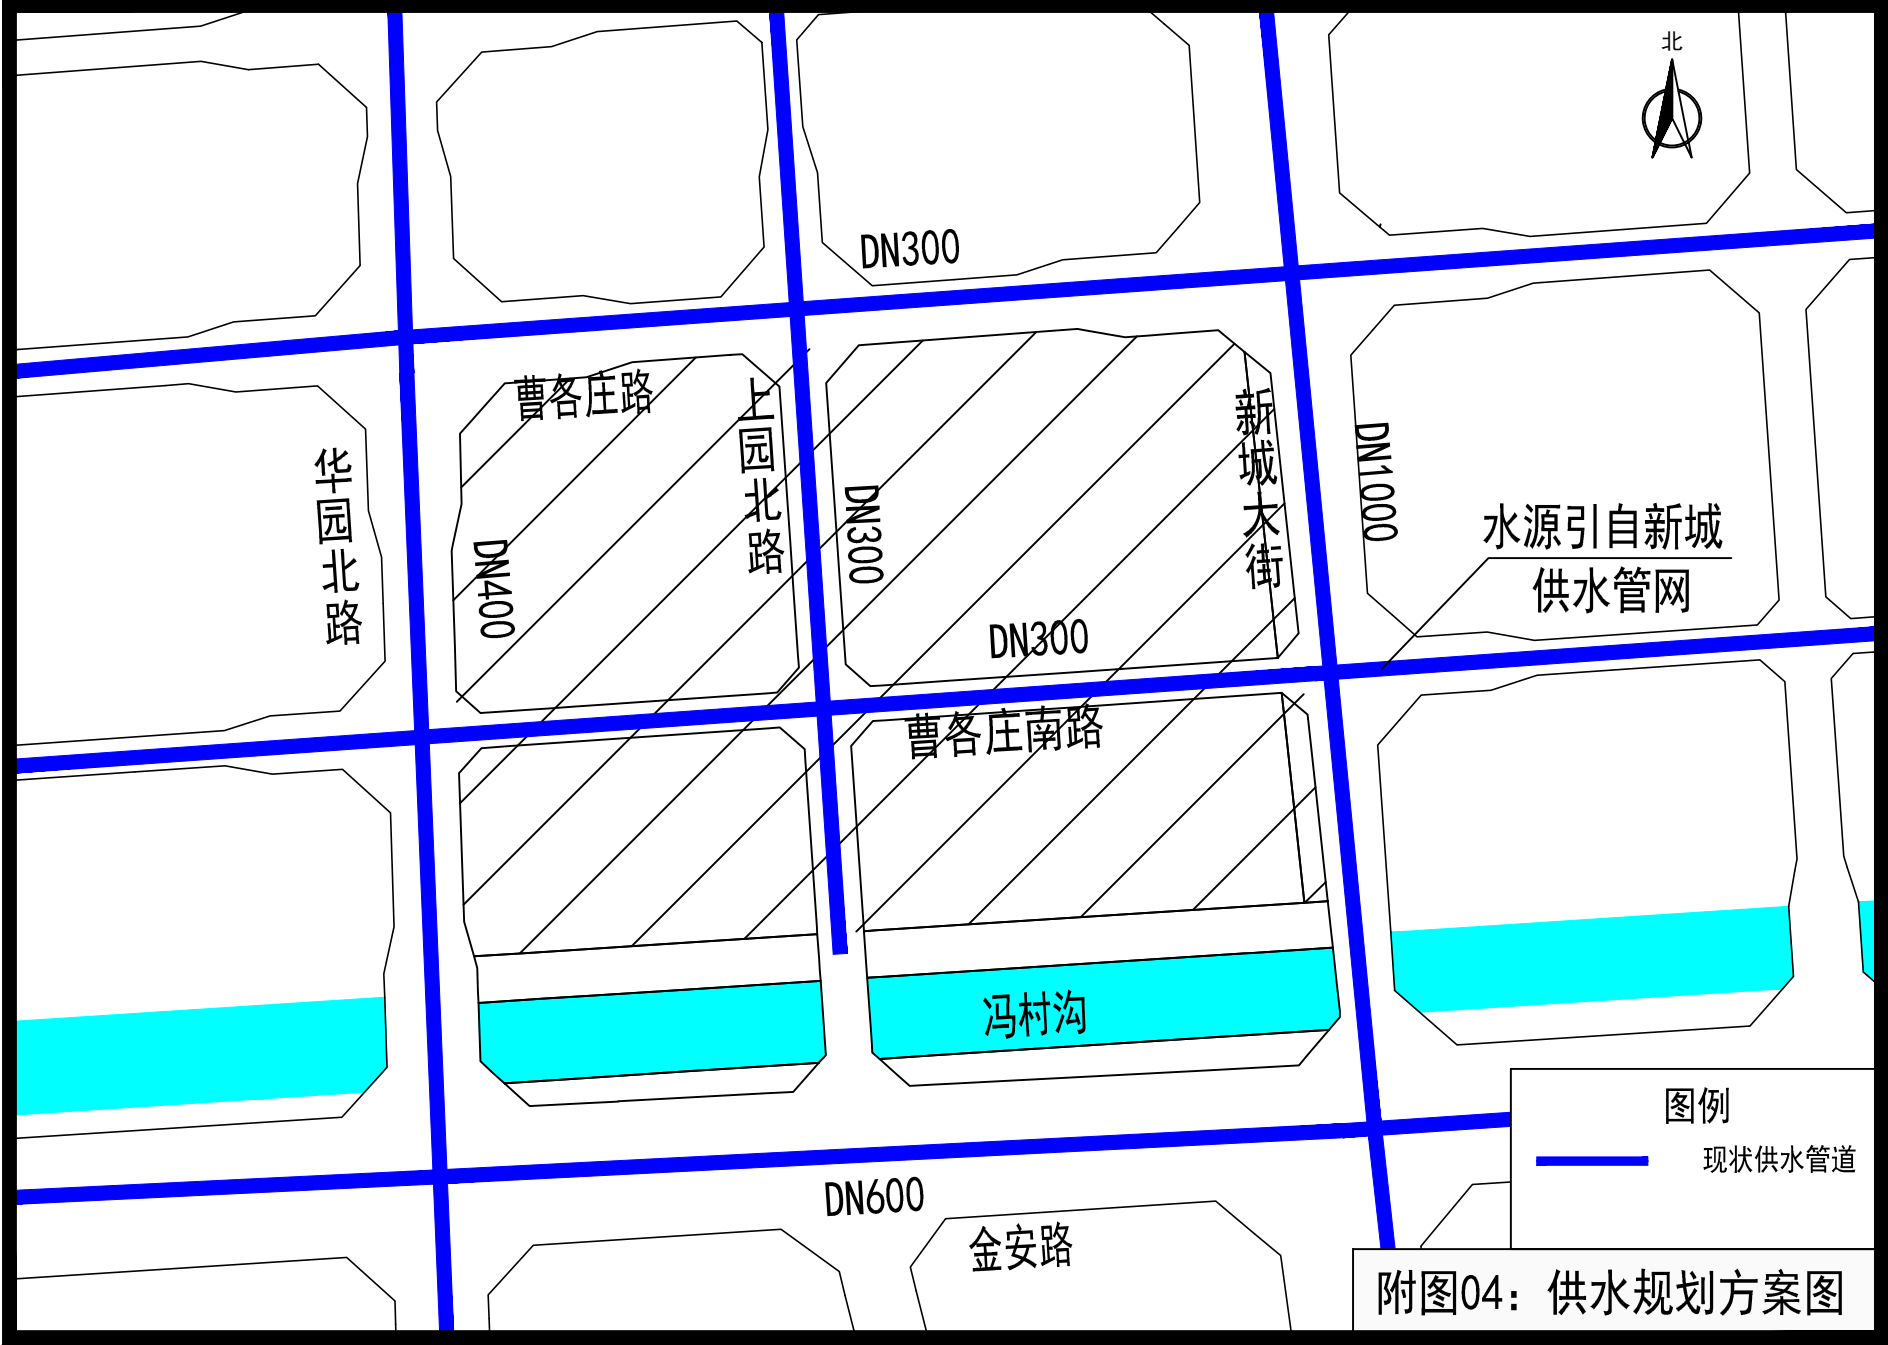 北
DN300
曹各庄路
上园北路
新城大街
华园北路
DN400
DN300
DN1000
水源引自新城
供水管网
DN300
曹各庄南路
冯村沟
图例
现状供水管道
DN600
金安路
附图04：供水规划方案图